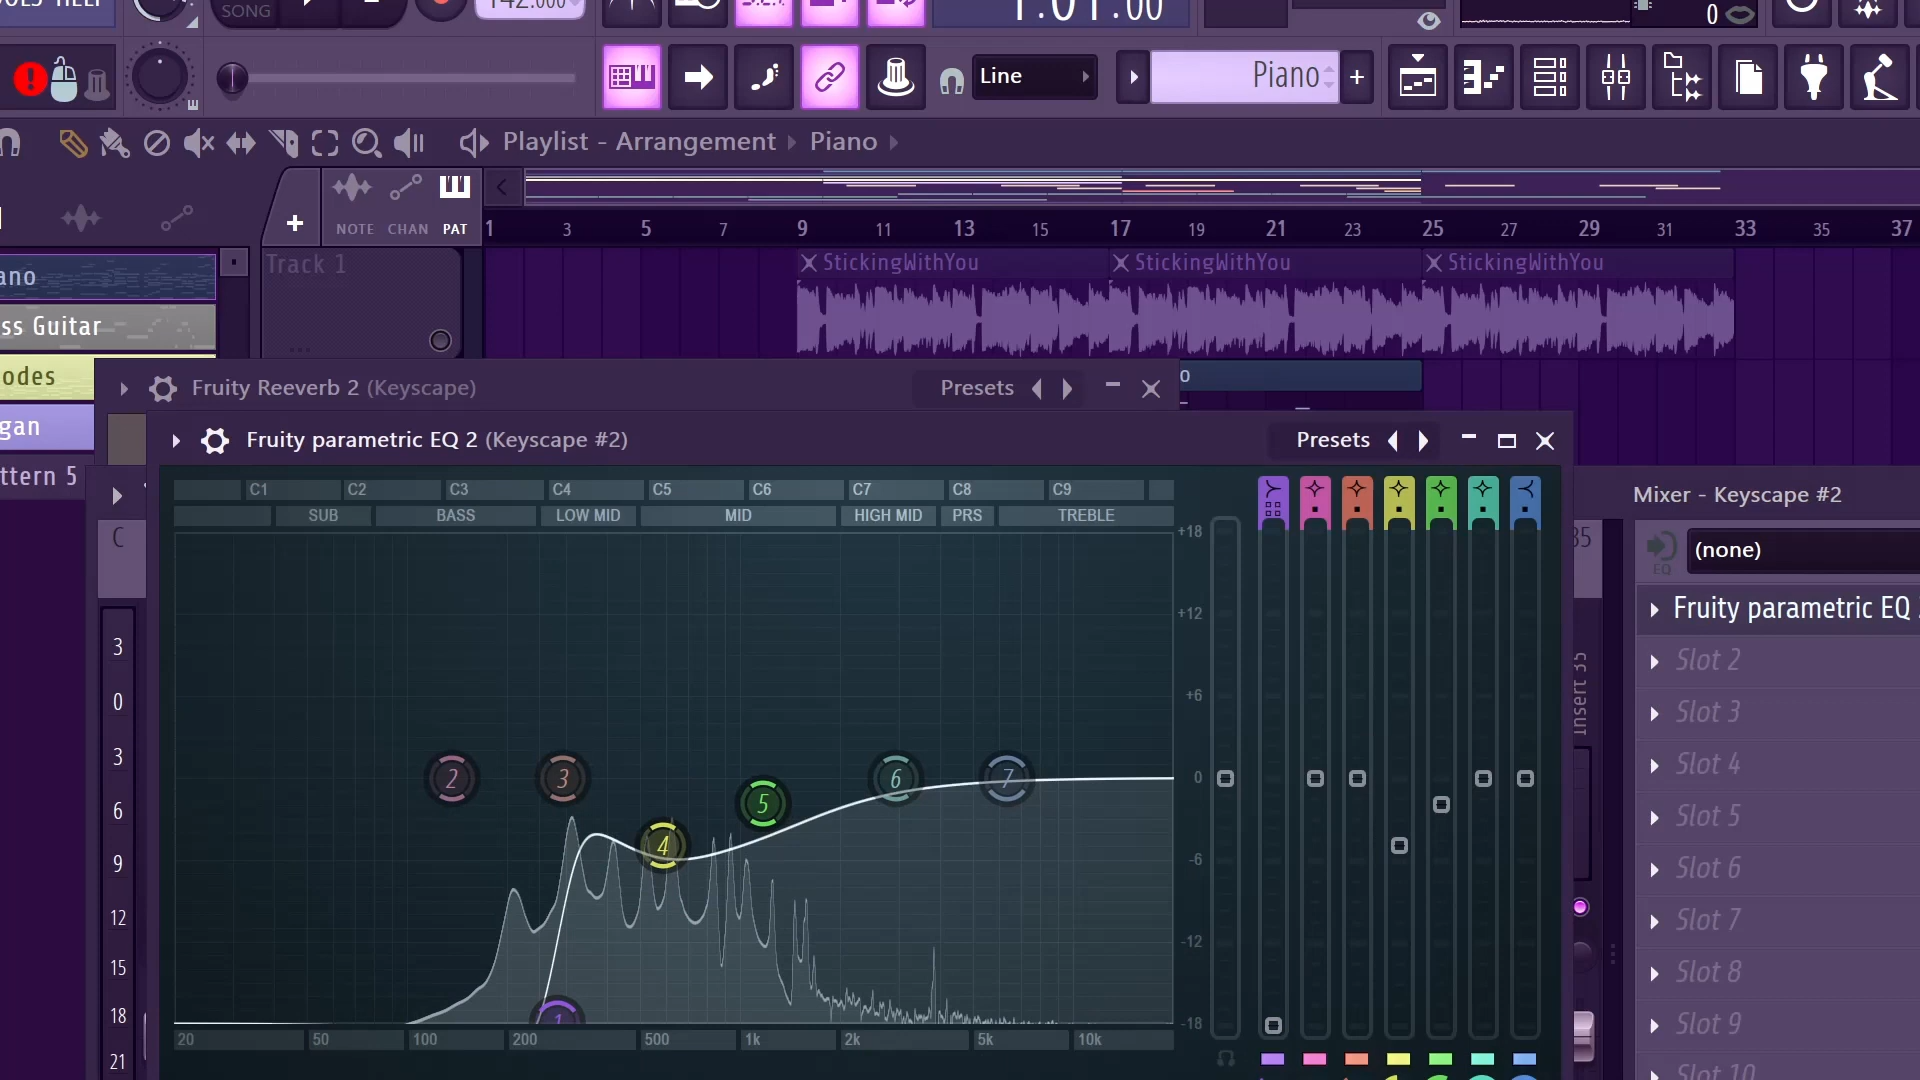 SONG
142.000
1:01:00
0
Line
Piano
+
Playlist - Arrangement
Piano
NOTE CHAN PAT
1 3 5 7 9 11 13 15 17 19 21 23 25 27 29 31 33 35 37
Track 1
StickingWithYou
StickingWithYou
StickingWithYou
ano
ss Guitar
odes
gan
ttern 5
Fruity Reeverb 2 (Keyscape)
Presets
o
Fruity parametric EQ 2 (Keyscape #2)
Presets
C1 C2 C3 C4 C5 C6 C7 C8 C9
SUB BASS LOW MID MID HIGH MID PRS TREBLE
+18
+12
+6
0
-6
-12
-18
2 3 4 5 6 7
1
20 50 100 200 500 1k 2k 5k 10k
C
3
0
3
6
9
12
15
18
21
35
Insert 35
Mixer - Keyscape #2
EQ
(none)
Fruity parametric EQ
Slot 2
Slot 3
Slot 4
Slot 5
Slot 6
Slot 7
Slot 8
Slot 9
Slot 10